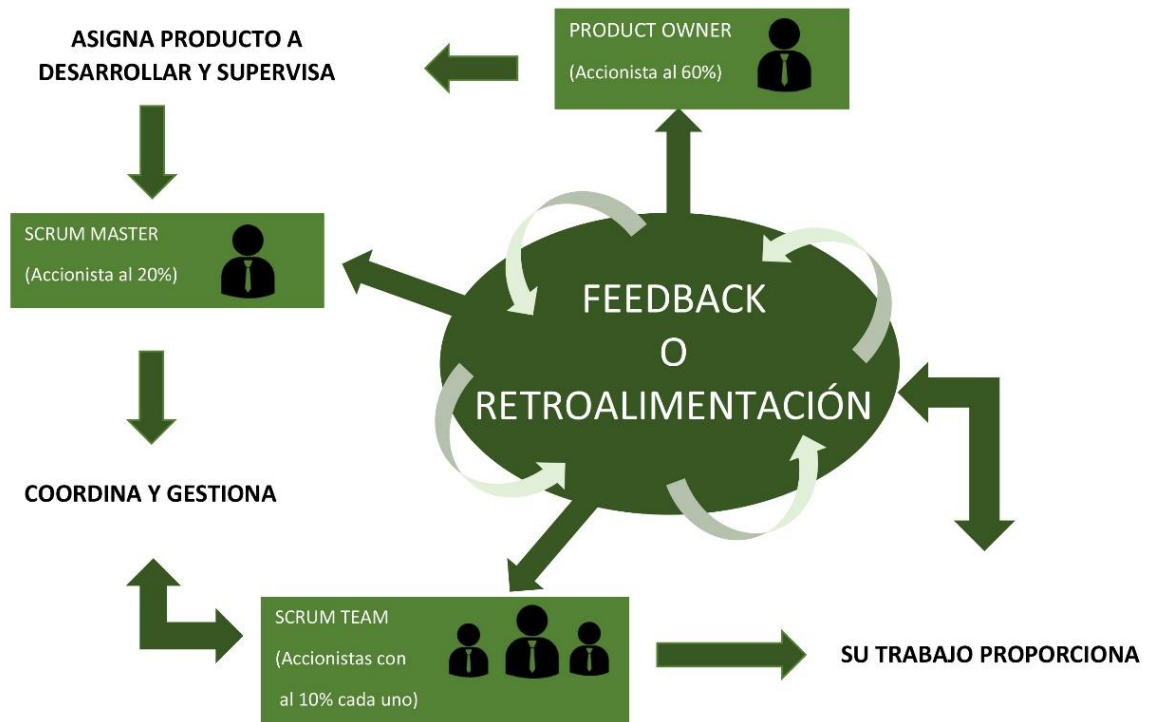 ASIGNA PRODUCTO A
DESARROLLAR Y SUPERVISA
PRODUCT OWNER
(Accionista al 60%)
SCRUM MASTER
(Accionista al 20%)
FEEDBACK
O
RETROALIMENTACIÓN
COORDINA Y GESTIONA
SCRUM TEAM
(Accionistas con
al 10% cada uno)
SU TRABAJO PROPORCIONA